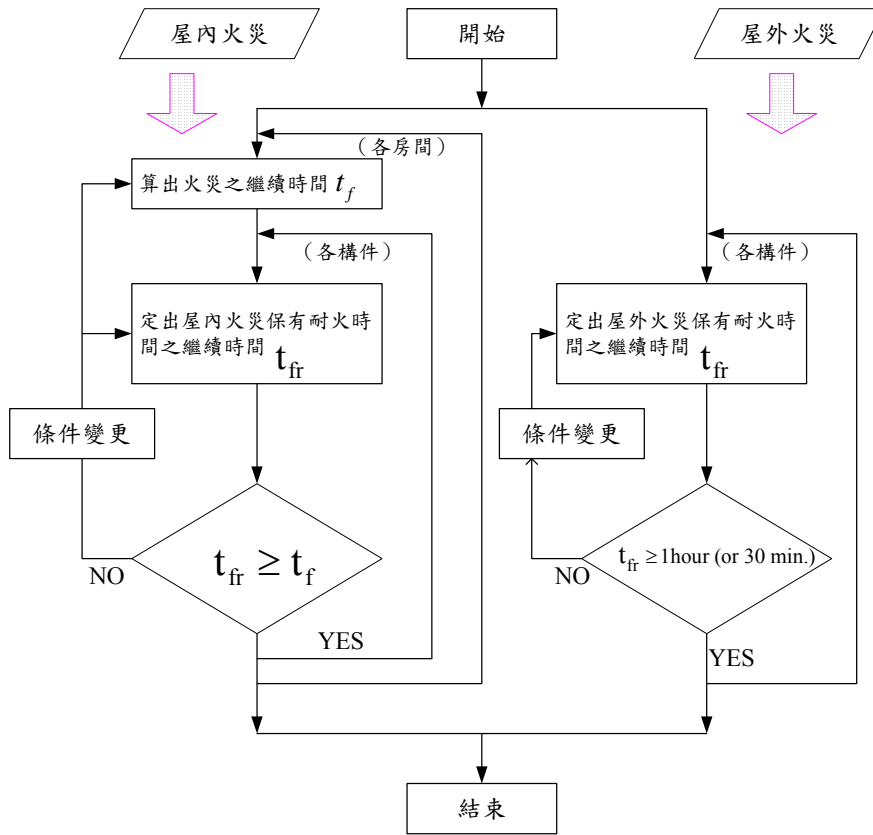 屋內火災
開始
屋外火災
（各房間）
算出火災之繼續時間 t_f
（各構件）
定出屋內火災保有耐火時
間之繼續時間 t_fr
條件變更
t_fr ≥ t_f
NO
YES
（各構件）
定出屋外火災保有耐火時
間之繼續時間 t_fr
條件變更
t_fr ≥1hour (or 30 min.)
NO
YES
結束